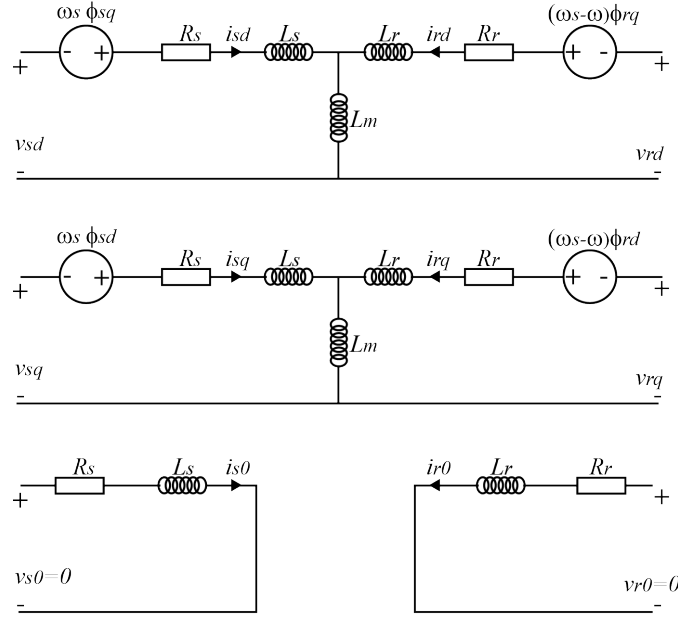 ωs ϕsq (ωs-ω)ϕrq
Rs isd Ls Lr ird Rr
- + + -
+ +
Lm
vsd vrd
- -
ωs ϕsd (ωs-ω)ϕrd
Rs isq Ls Lr irq Rr
- + + -
+ +
Lm
vsq vrq
- -
Rs Ls is0 ir0 Lr Rr
+ +
vs0=0 vr0=0
- -